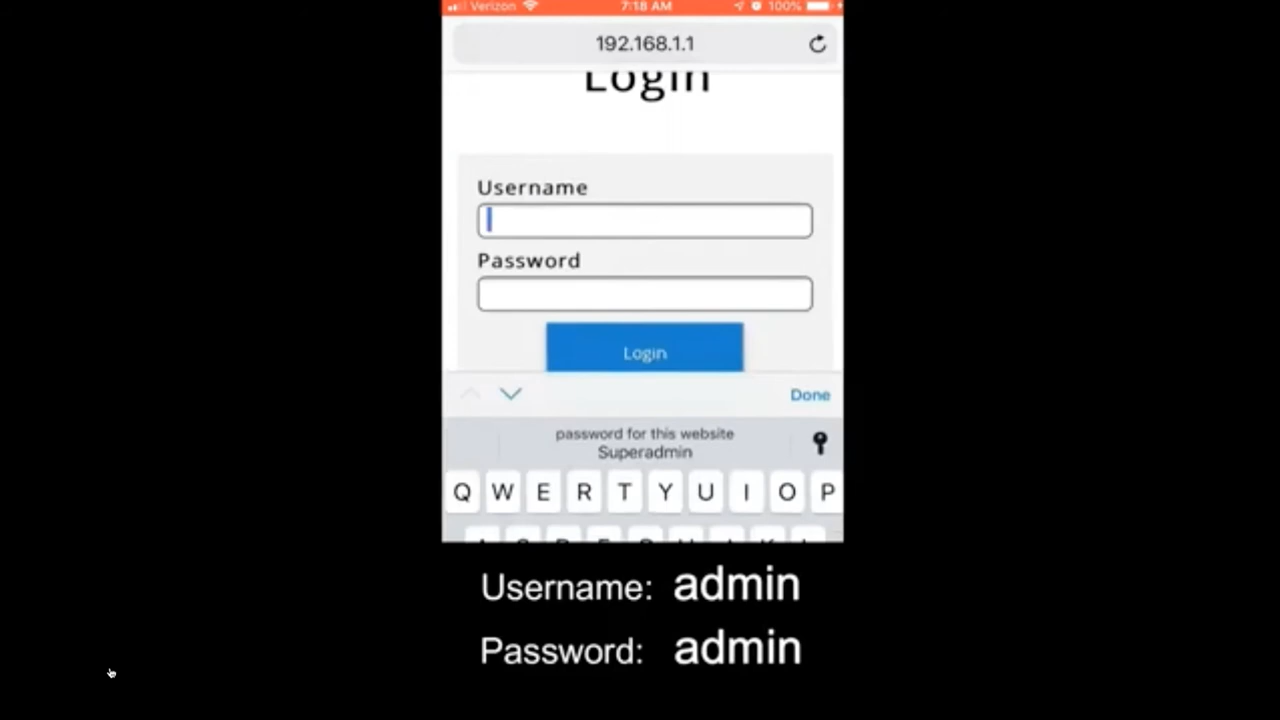 Verizon 7:18 AM 100%
192.168.1.1
Login
Username
Password
Login
Done
password for this website
Superadmin
Q W E R T Y U I O P
Username: admin
Password: admin